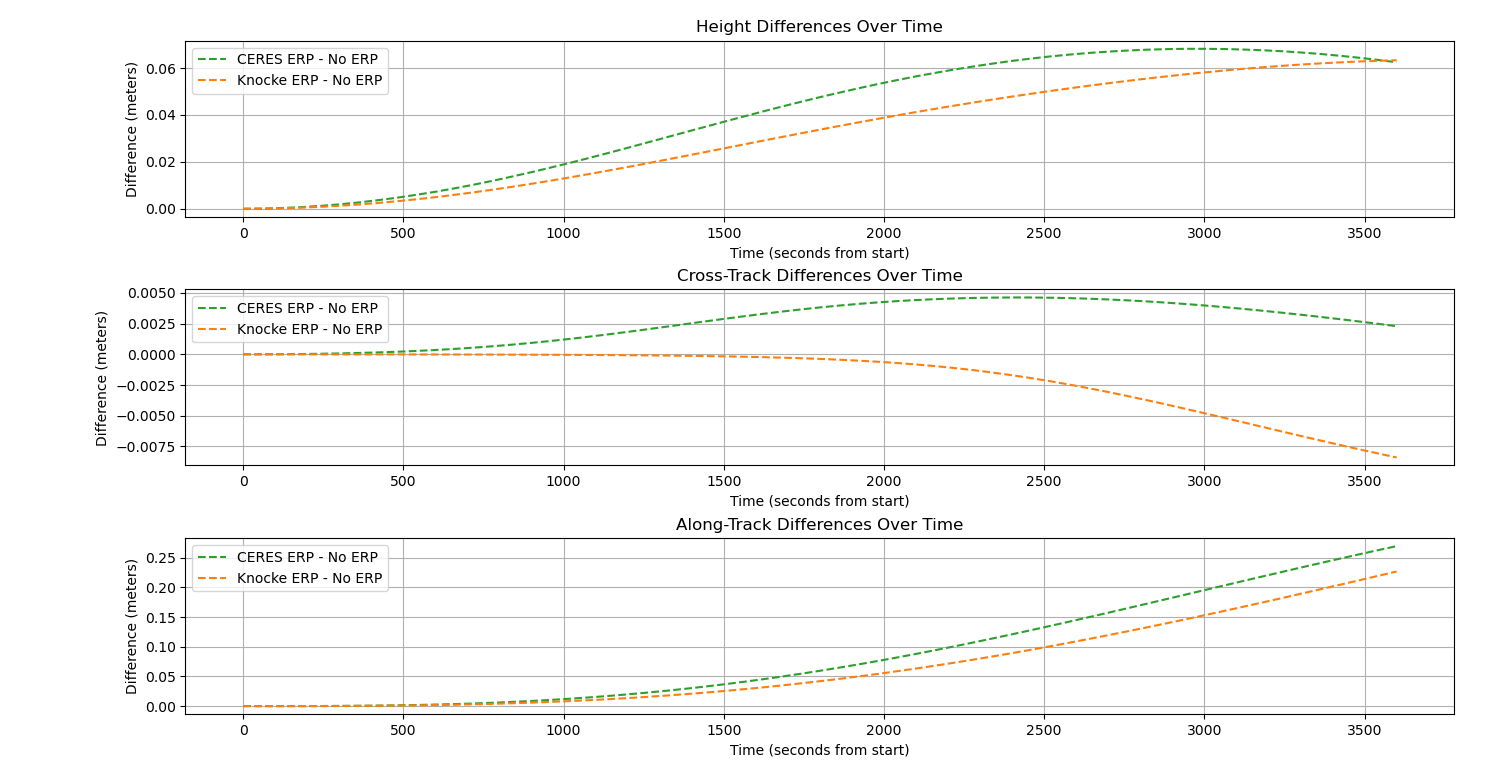 Height Differences Over Time
CERES ERP - No ERP
Knocke ERP - No ERP
Difference (meters)
0.06
0.04
0.02
0.00
0 500 1000 1500 2000 2500 3000 3500
Time (seconds from start)
Cross-Track Differences Over Time
CERES ERP - No ERP
Knocke ERP - No ERP
Difference (meters)
0.0050
0.0025
0.0000
−0.0025
−0.0050
−0.0075
0 500 1000 1500 2000 2500 3000 3500
Time (seconds from start)
Along-Track Differences Over Time
CERES ERP - No ERP
Knocke ERP - No ERP
Difference (meters)
0.25
0.20
0.15
0.10
0.05
0.00
0 500 1000 1500 2000 2500 3000 3500
Time (seconds from start)